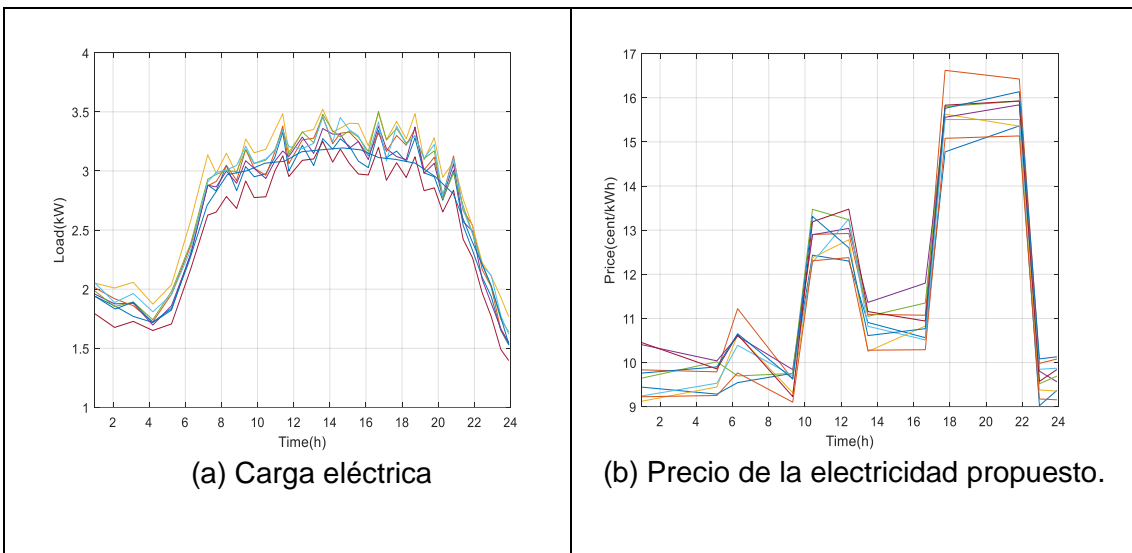 4
3.5
3
2.5
2
1.5
1
Load(kW)
2 4 6 8 10 12 14 16 18 20 22 24
Time(h)
(a) Carga eléctrica
17
16
15
14
13
12
11
10
9
Price(cent/kWh)
2 4 6 8 10 12 14 16 18 20 22 24
Time(h)
(b) Precio de la electricidad propuesto.